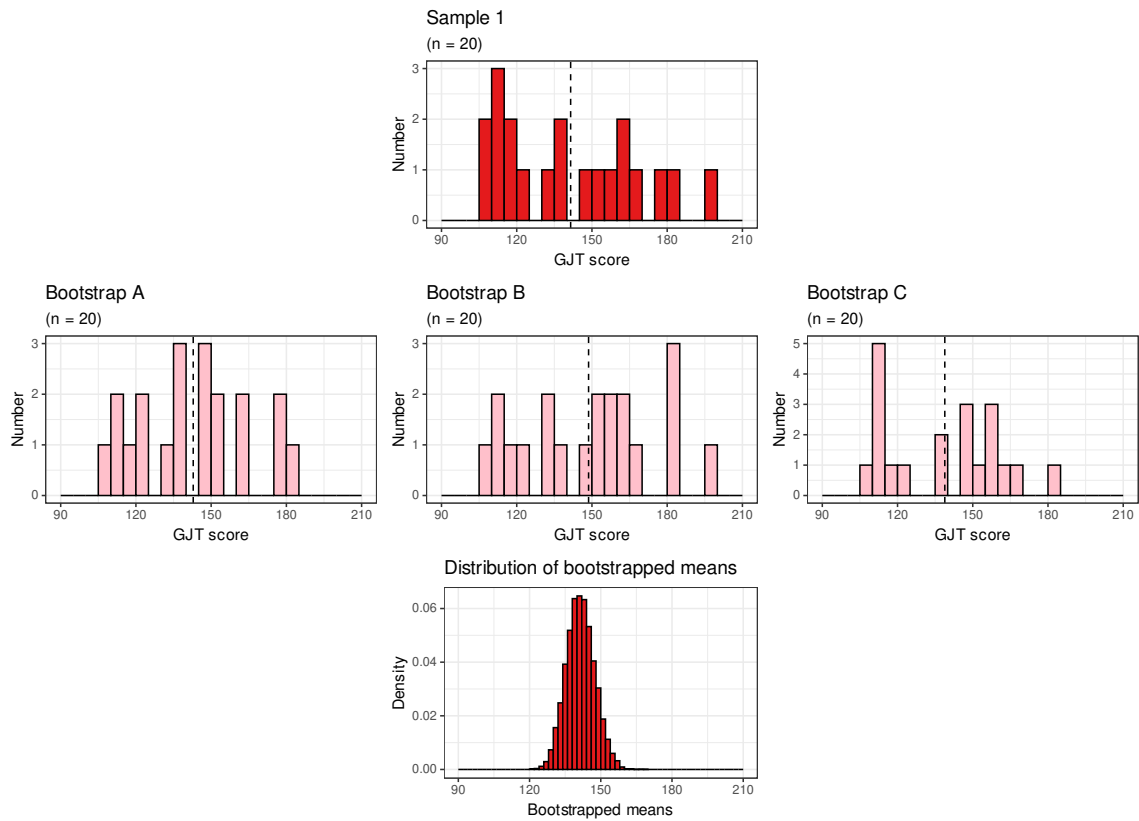 Sample 1
(n = 20)
Number
3
2
1
0
90 120 150 180 210
GJT score
Bootstrap A
(n = 20)
Number
3
2
1
0
90 120 150 180 210
GJT score
Bootstrap B
(n = 20)
Number
3
2
1
0
90 120 150 180 210
GJT score
Bootstrap C
(n = 20)
Number
5
4
3
2
1
0
90 120 150 180 210
GJT score
Distribution of bootstrapped means
Density
0.06
0.04
0.02
0.00
90 120 150 180 210
Bootstrapped means